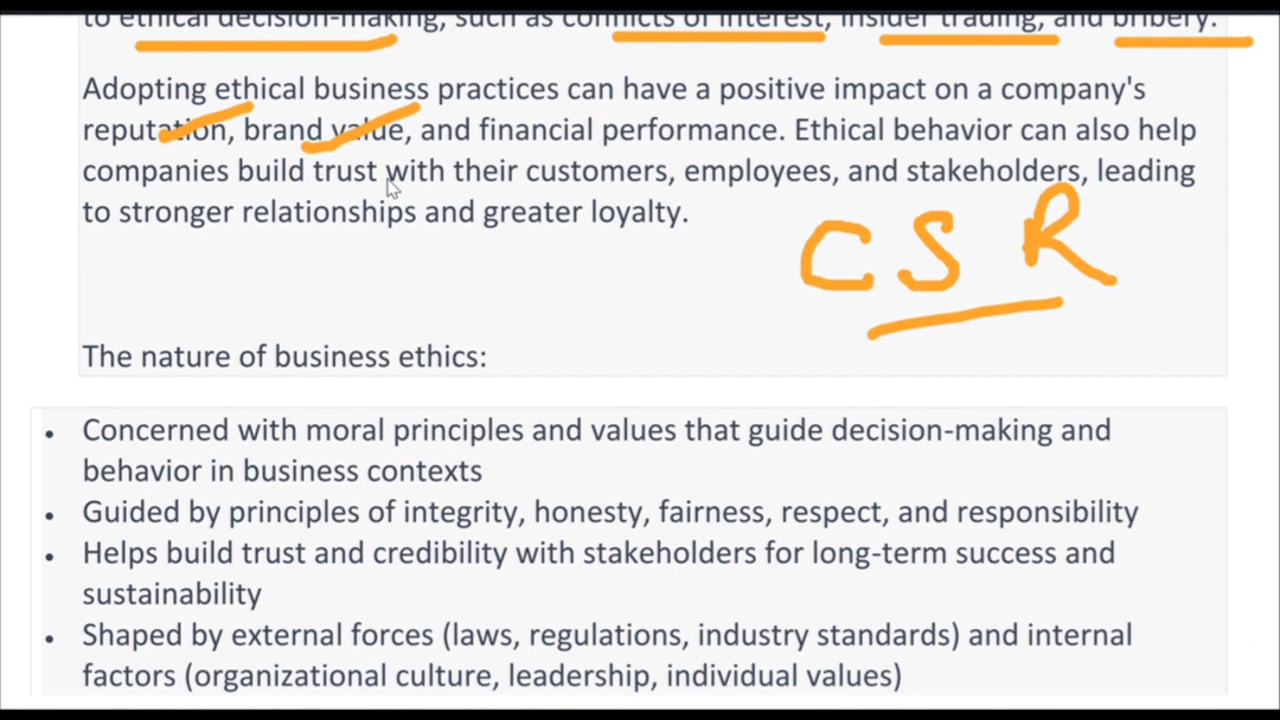 to ethical decision-making, such as conflicts of interest, insider trading, and bribery.
Adopting ethical business practices can have a positive impact on a company's
reputation, brand value, and financial performance. Ethical behavior can also help
companies build trust with their customers, employees, and stakeholders, leading
to stronger relationships and greater loyalty.
CSR
The nature of business ethics:
• Concerned with moral principles and values that guide decision-making and
behavior in business contexts
• Guided by principles of integrity, honesty, fairness, respect, and responsibility
• Helps build trust and credibility with stakeholders for long-term success and
sustainability
• Shaped by external forces (laws, regulations, industry standards) and internal
factors (organizational culture, leadership, individual values)